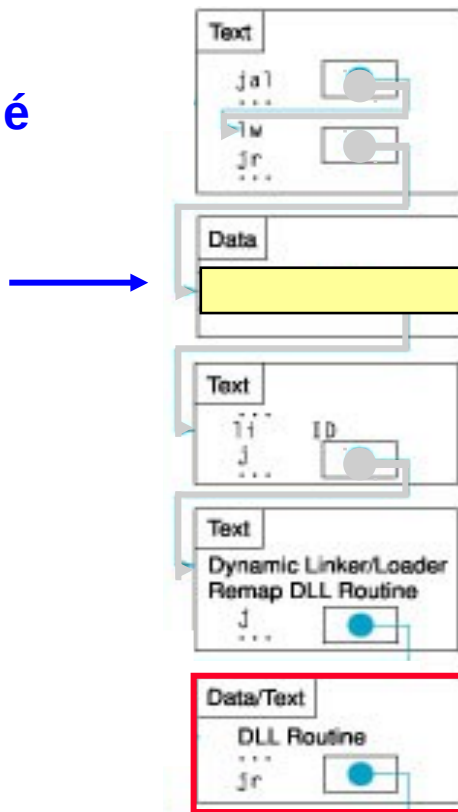 Text
jal
...
lw
jr
...
é
Data
Text
...
li ID
j
...
Text
Dynamic Linker/Loader
Remap DLL Routine
j
...
Data/Text
DLL Routine
...
jr